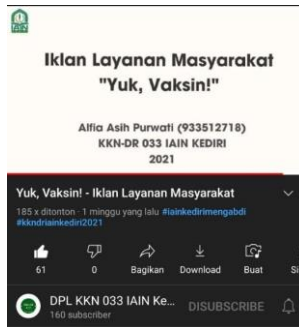 Iklan Layanan Masyarakat
"Yuk, Vaksin!"
Alfia Asih Purwati (933512718)
KKN-DR 033 IAIN KEDIRI
2021
Yuk, Vaksin! - Iklan Layanan Masyarakat
185 x ditonton · 1 minggu yang lalu #iainkedirimengabdi
#kkndriainkediri2021
61
0
Bagikan
Download
Buat
Si
DPL KKN 033 IAIN Ke...
DISUBSCRIBE
160 subscriber